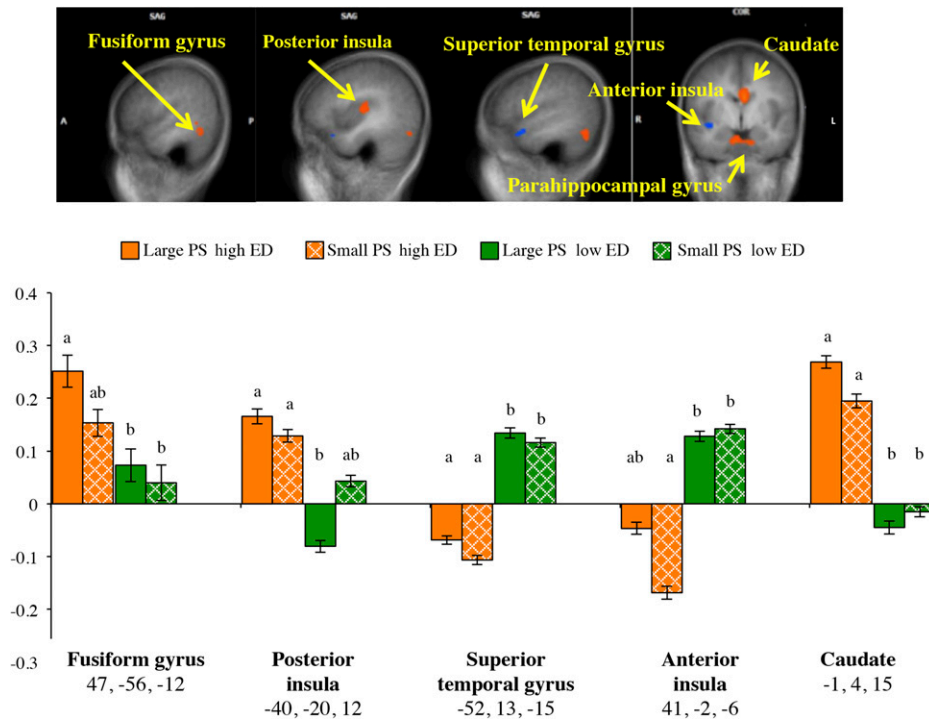 SAG
SAG
SAG
COR
Fusiform gyrus
Posterior insula
Superior temporal gyrus
Caudate
Anterior insula
A
P
R
L
Parahippocampal gyrus
Large PS high ED
Small PS high ED
Large PS low ED
Small PS low ED
0.4
0.3
0.2
0.1
0
-0.1
-0.2
-0.3
a
ab
b
b
a
a
b
ab
a
a
b
b
ab
a
b
b
a
a
b
b
Fusiform gyrus
47, -56, -12
Posterior
insula
-40, -20, 12
Superior
temporal gyrus
-52, 13, -15
Anterior
insula
41, -2, -6
Caudate
-1, 4, 15